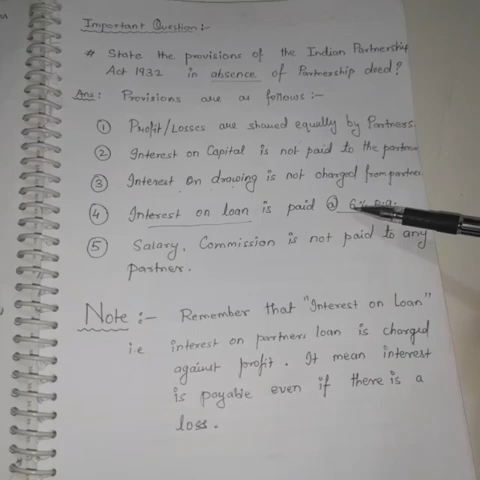 Important Question:-
# State the provisions of the Indian Partnership
Act 1932 in absence of Partnership deed?
Ans: Provisions are as follows:-
① Profit/Losses are shared equally by Partners.
② Interest on Capital is not paid to the
③ Interest on drawing is not charged from
④ Interest on loan is paid @ 6%
⑤ Salary, Commission is not paid to any
partner.
Note:- Remember that "Interest on Loan"
i.e interest on partners loan is charged
against profit. It mean interest
is payable even if there is a
loss.